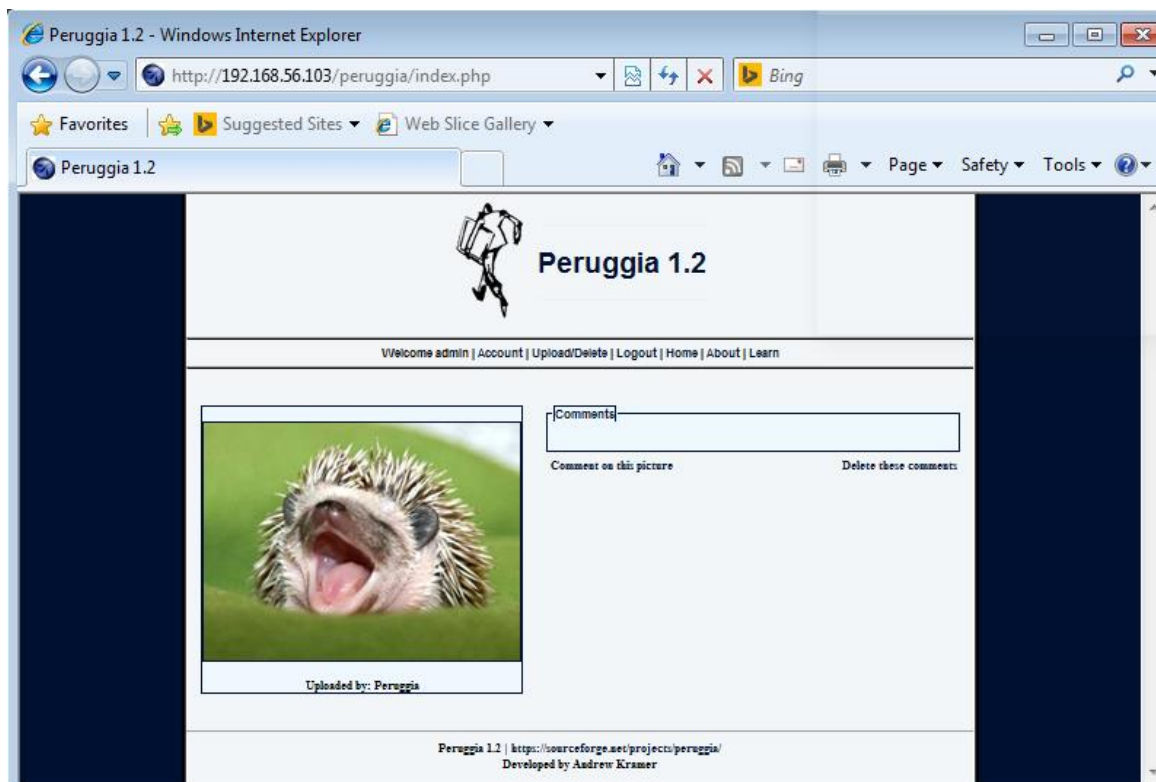 Peruggia 1.2 - Windows Internet Explorer
http://192.168.56.103/peruggia/index.php
Bing
Favorites Suggested Sites Web Slice Gallery
Peruggia 1.2 Page Safety Tools
Peruggia 1.2
Welcome admin | Account | Upload/Delete | Logout | Home | About | Learn
Comments
Comment on this picture Delete these comments
Uploaded by: Peruggia
Peruggia 1.2 | https://sourceforge.net/projects/peruggia/
Developed by Andrew Kramer